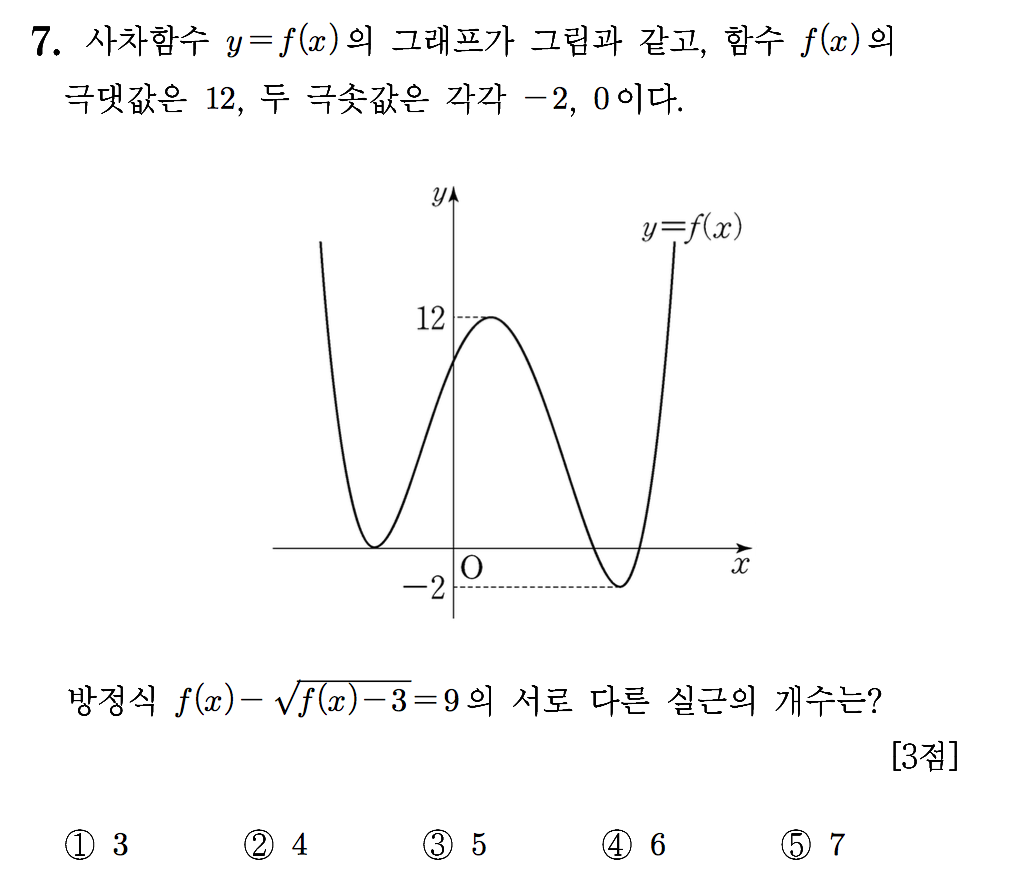 7. 사차함수 y=f(x)의 그래프가 그림과 같고, 함수 f(x)의
극댓값은 12, 두 극솟값은 각각 -2, 0이다.
y
y=f(x)
12
O
x
-2
방정식 f(x)-√(f(x)-3)=9의 서로 다른 실근의 개수는?
[3점]
① 3 ② 4 ③ 5 ④ 6 ⑤ 7